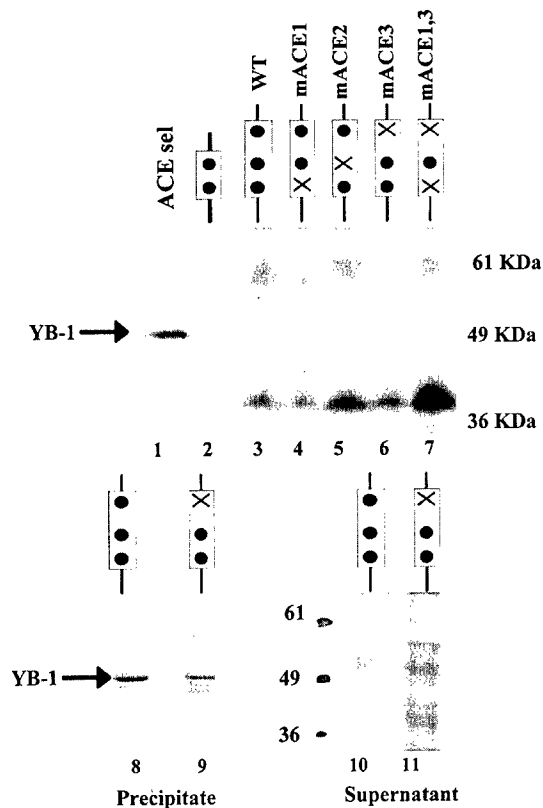 ACE sel
WT
mACE1
mACE2
mACE3
mACE1,3
61 KDa
YB-1
49 KDa
36 KDa
1 2 3 4 5 6 7
61
YB-1
49
36
8 9 10 11
Precipitate Supernatant